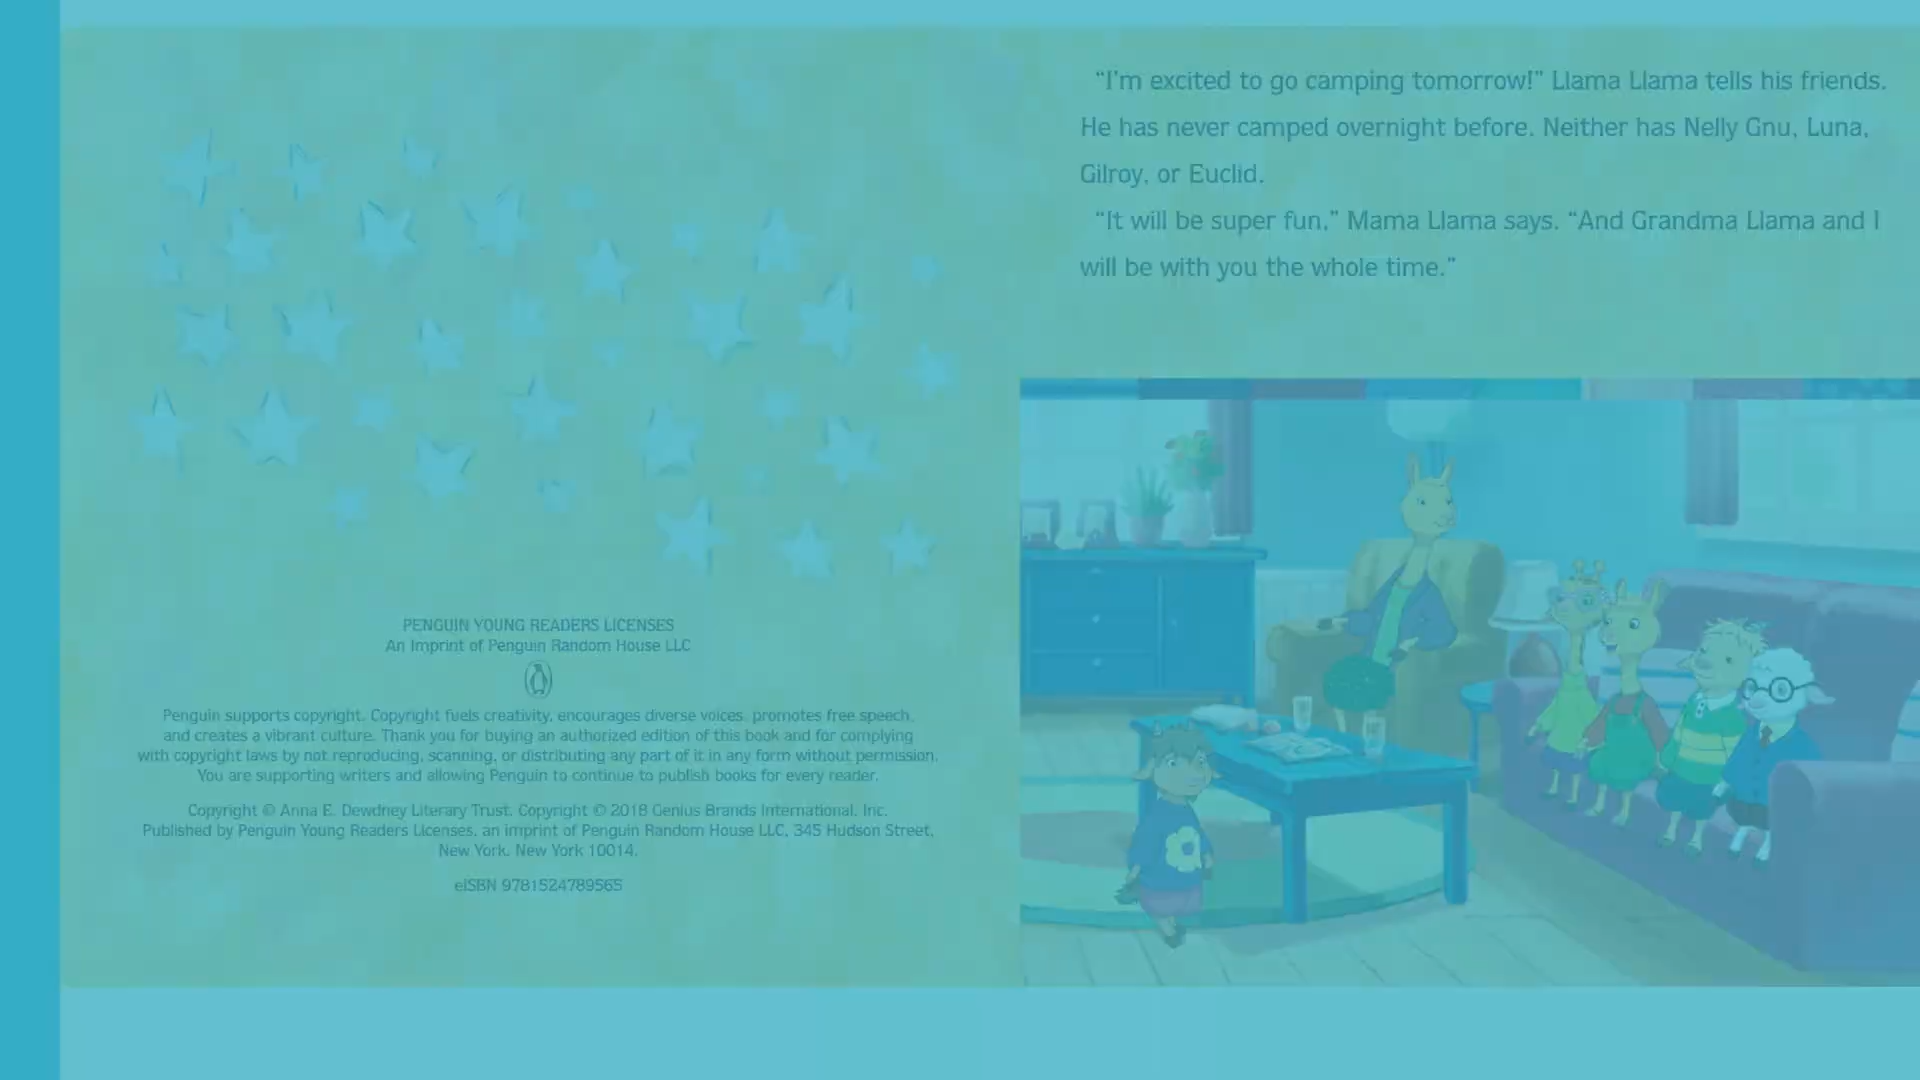 PENGUIN YOUNG READERS LICENSES
An Imprint of Penguin Random House LLC
Penguin supports copyright. Copyright fuels creativity, encourages diverse voices, promotes free speech,
and creates a vibrant culture. Thank you for buying an authorized edition of this book and for complying
with copyright laws by not reproducing, scanning, or distributing any part of it in any form without permission.
You are supporting writers and allowing Penguin to continue to publish books for every reader.
Copyright © Anna E. Dewdney Literary Trust. Copyright © 2018 Genius Brands International, Inc.
Published by Penguin Young Readers Licenses, an imprint of Penguin Random House LLC, 345 Hudson Street,
New York, New York 10014.
eISBN 9781524789565
“I’m excited to go camping tomorrow!” Llama Llama tells his friends.
He has never camped overnight before. Neither has Nelly Gnu, Luna,
Gilroy, or Euclid.
“It will be super fun,” Mama Llama says. “And Grandma Llama and I
will be with you the whole time.”